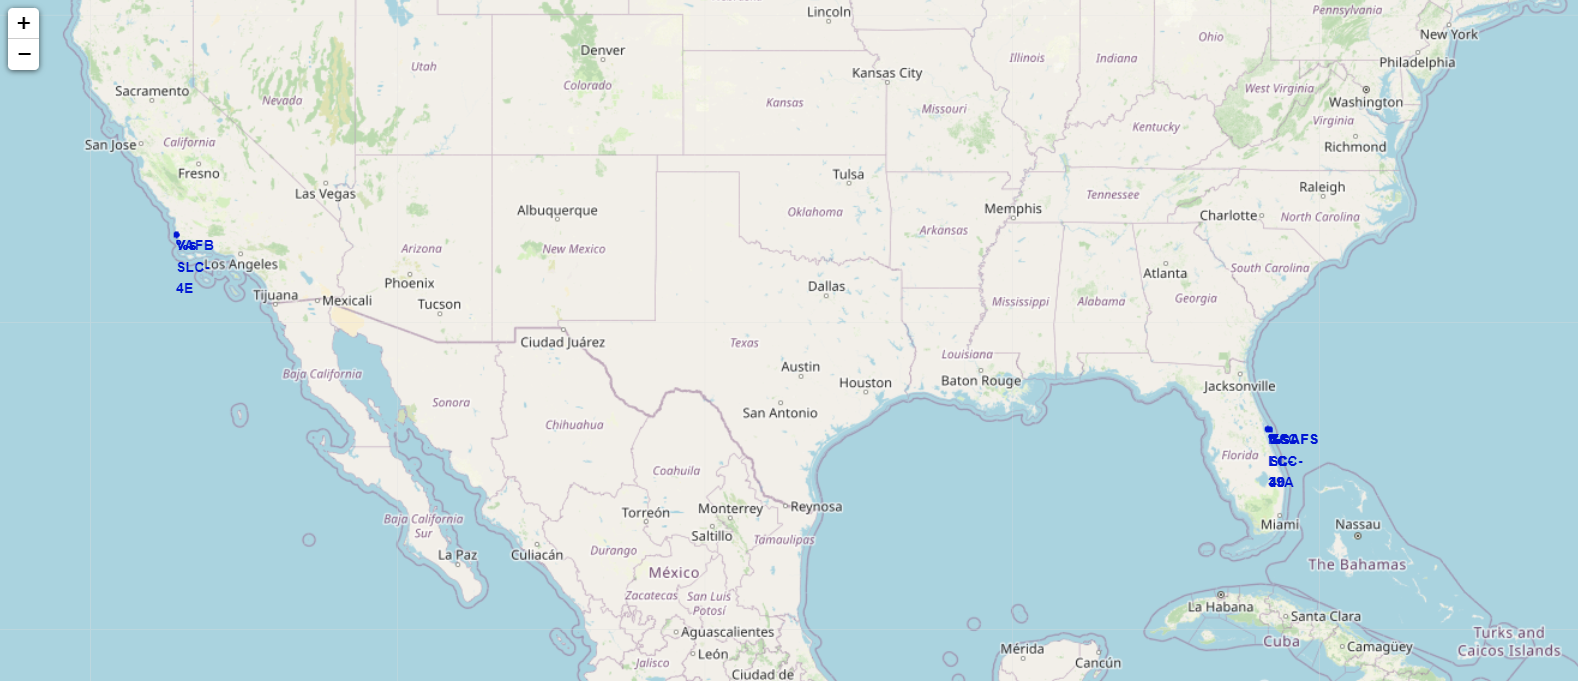 +
−
Lincoln
Pennsylvania
New York
Ohio
Denver
Utah
Illinois
Indiana
Philadelphia
Kansas City
Colorado
Sacramento
West Virginia
Nevada
Kansas
Missouri
Washington
Virginia
Kentucky
San Jose
California
Richmond
Fresno
Tulsa
Las Vegas
Raleigh
Tennessee
Albuquerque
Oklahoma
Memphis
Charlotte
North Carolina
Arkansas
VAFB
SLC-
4E
Arizona
New Mexico
Los Angeles
Atlanta
South Carolina
Phoenix
Dallas
Tijuana
Mexicali
Tucson
Mississippi
Alabama
Georgia
Ciudad Juárez
Texas
Louisiana
Austin
Baja California
Houston
Baton Rouge
Jacksonville
Sonora
San Antonio
Chihuahua
Florida
Coahuila
Reynosa
Torreón
Monterrey
Baja California
Sur
Saltillo
Tamaulipas
Miami
Nassau
La Paz
Culiacán
Durango
The Bahamas
México
Zacatecas
San Luis
Potosí
La Habana
Santa Clara
Aguascalientes
Cuba
Camagüey
Turks and
Caicos Islands
León
Mérida
Jalisco
Cancún
Ciudad de